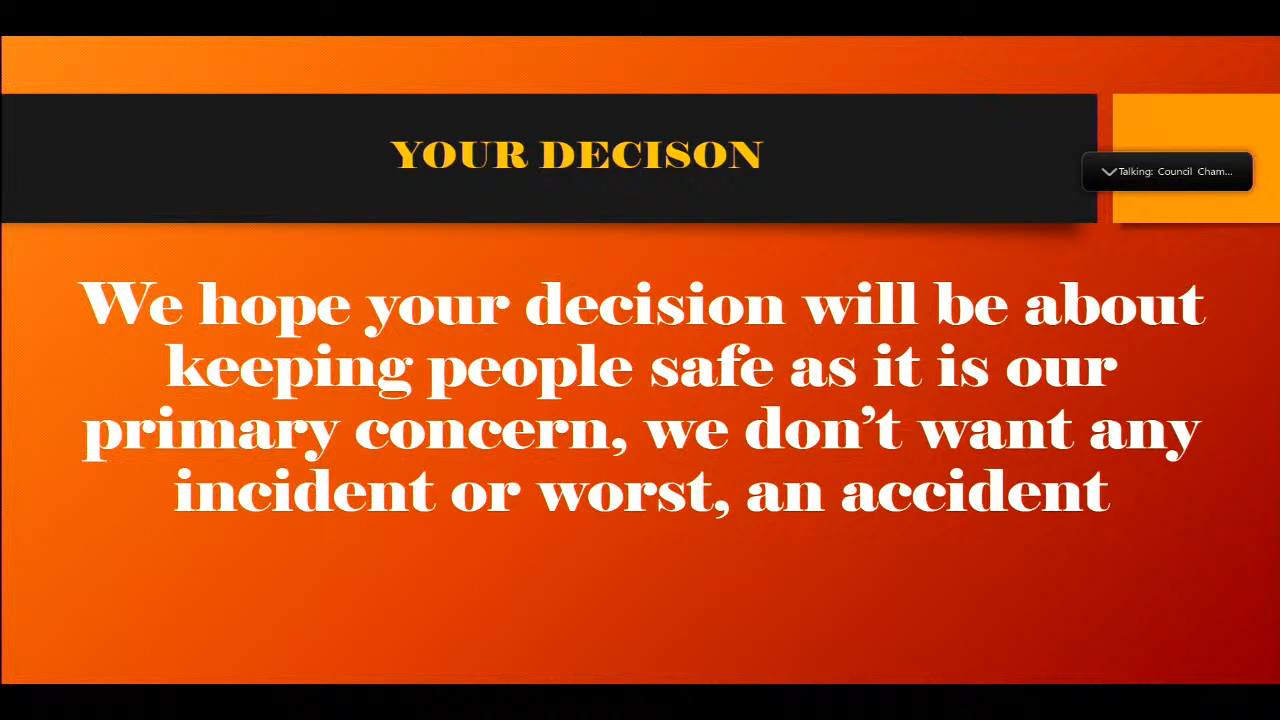 YOUR DECISON
Talking: Council Cham...
We hope your decision will be about
keeping people safe as it is our
primary concern, we don’t want any
incident or worst, an accident